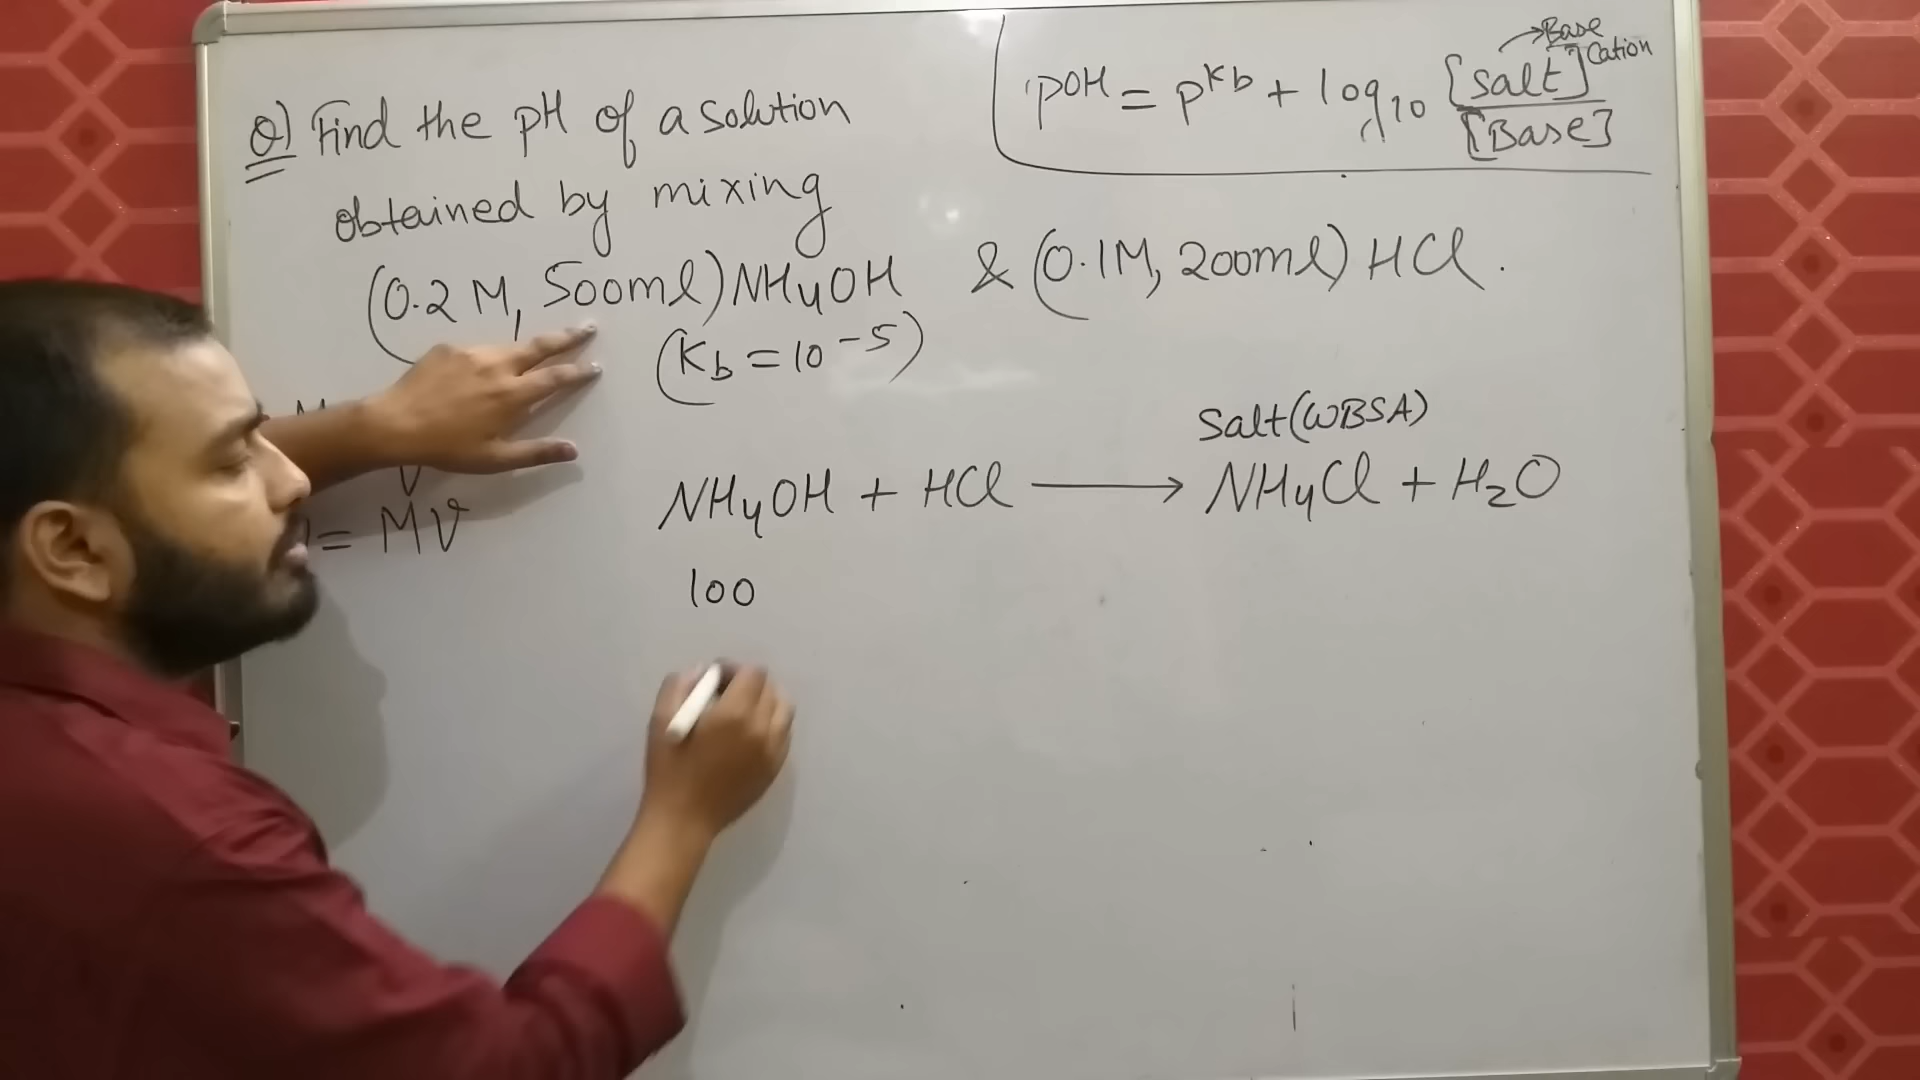 Q) Find the pH of a solution
obtained by mixing
(0.2 M, 500ml) NH4OH & (0.1M, 200ml) HCl.
(Kb = 10^-5)
pOH = pKb + log10 [Salt]/[Base]
→Base
Cation
Salt(WBSA)
NH4OH + HCl ⟶ NH4Cl + H2O
V
= MV
100